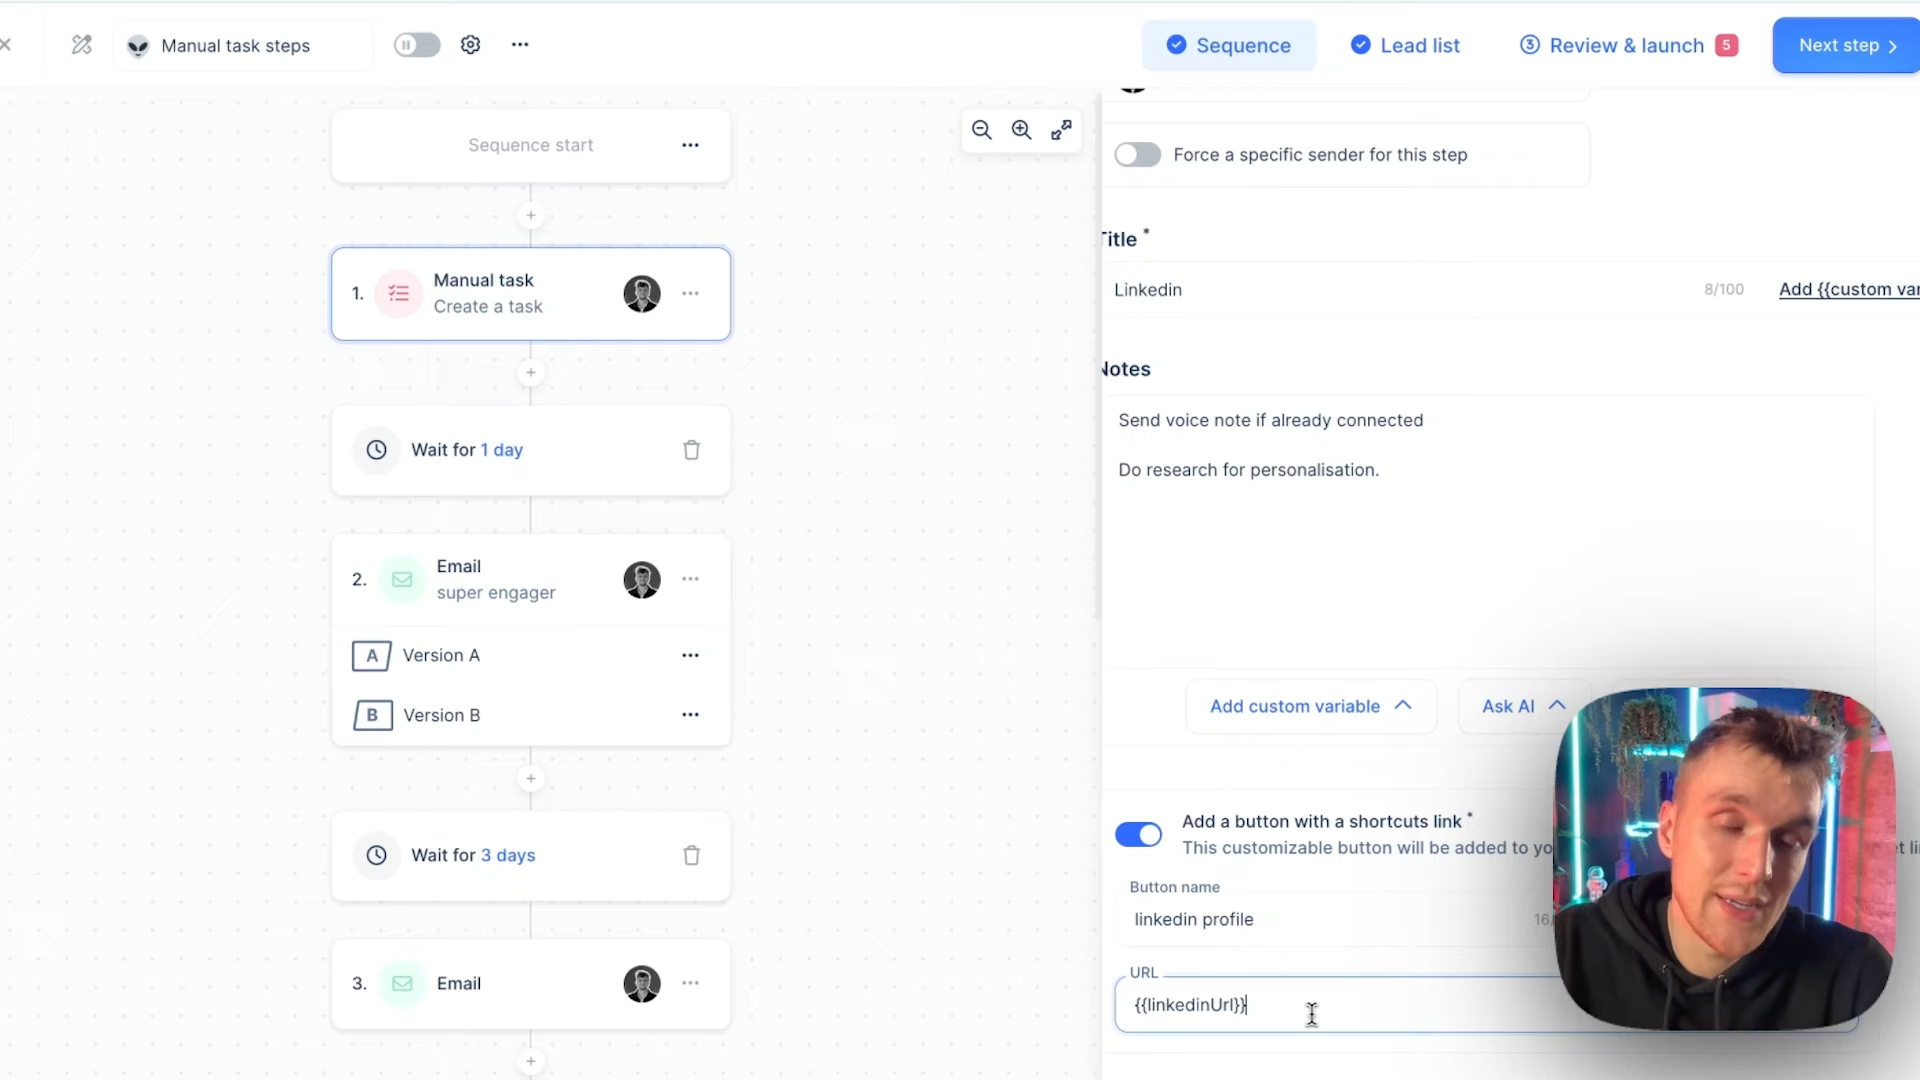 Manual task steps
Sequence
Lead list
3 Review & launch 5
Next step
Sequence start
1. Manual task
Create a task
Wait for 1 day
2. Email
super engager
A Version A
B Version B
Wait for 3 days
3. Email
Force a specific sender for this step
Title *
Linkedin
8/100
Add {{custom var
Notes
Send voice note if already connected
Do research for personalisation.
Add custom variable
Ask AI
Add a button with a shortcuts link *
This customizable button will be added to yo
Button name
linkedin profile
16/
URL
{{linkedinUrl}}